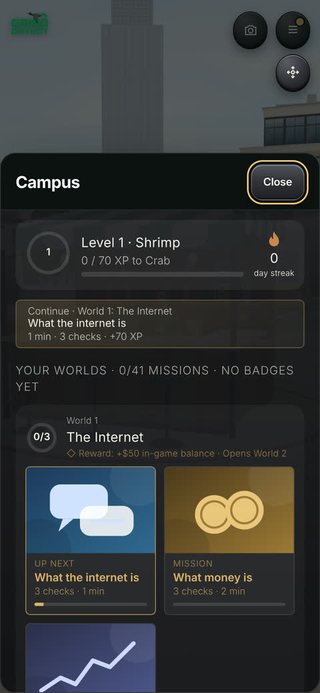 Campus
Close
1
Level 1 · Shrimp
0 / 70 XP to Crab
0
day streak
Continue · World 1: The Internet
What the internet is
1 min · 3 checks · +70 XP
YOUR WORLDS · 0/41 MISSIONS · NO BADGES
YET
World 1
0/3
The Internet
◇ Reward: +$50 in-game balance · Opens World 2
UP NEXT
What the internet is
3 checks · 1 min
MISSION
What money is
3 checks · 2 min